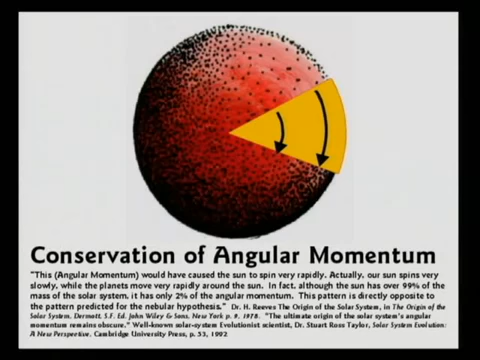 Conservation of Angular Momentum
"This (Angular Momentum) would have caused the sun to spin very rapidly. Actually, our sun spins very
slowly, while the planets move very rapidly around the sun. In fact, although the sun has over 99% of the
mass of the solar system, it has only 2% of the angular momentum. This pattern is directly opposite to
the pattern predicted for the nebular hypothesis." Dr. H. Reeves The Origin of the Solar System, in The Origin of the
Solar System, Dermott, S.F. Ed. John Wiley & Sons, New York p. 9, 1978. "The ultimate origin of the solar system's angular
momentum remains obscure." Well-known solar-system Evolutionist scientist, Dr. Stuart Ross Taylor, Solar System Evolution:
A New Perspective. Cambridge University Press, p. 53, 1992